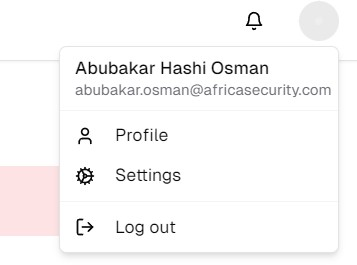 Abubakar Hashi Osman
abubakar.osman@africasecurity.com
Profile
Settings
Log out